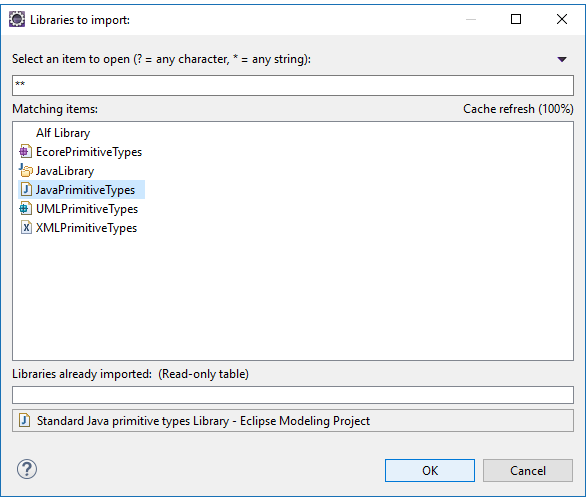 Libraries to import:
Select an item to open (? = any character, * = any string):
**
Matching items: Cache refresh (100%)
Alf Library
EcorePrimitiveTypes
JavaLibrary
JavaPrimitiveTypes
UMLPrimitiveTypes
XMLPrimitiveTypes
Libraries already imported: (Read-only table)
Standard Java primitive types Library - Eclipse Modeling Project
OK Cancel